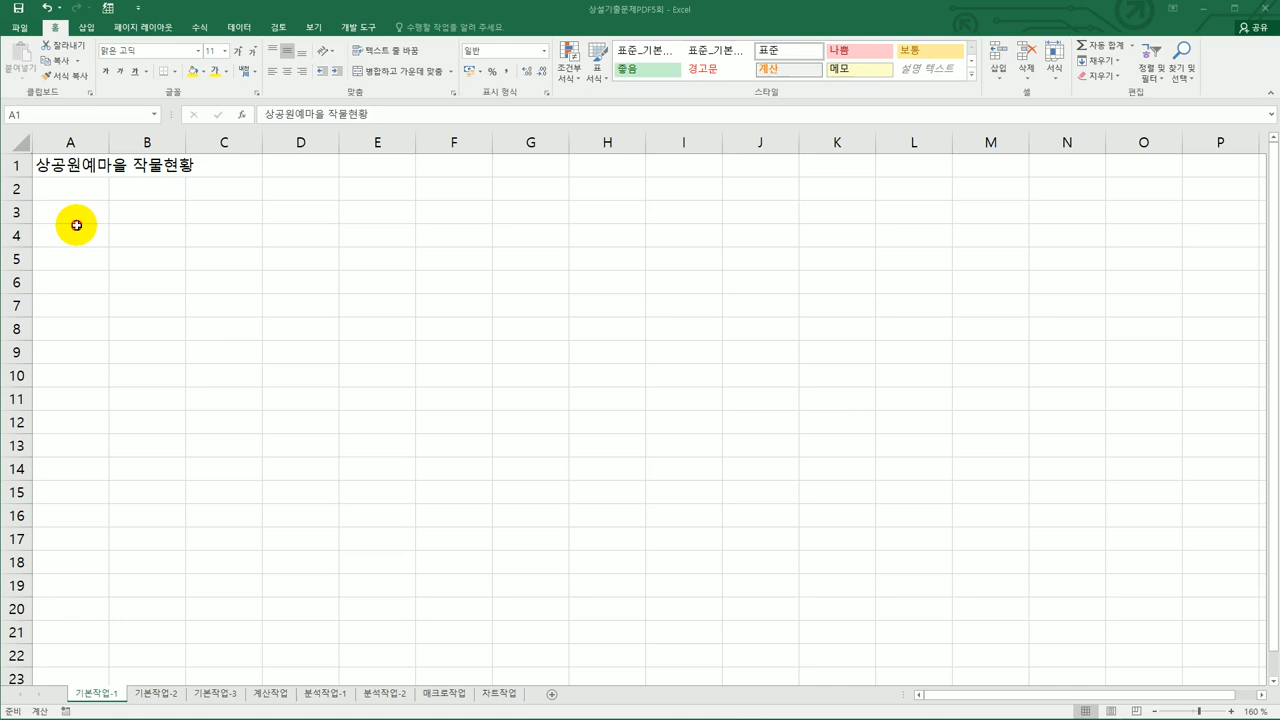 상설기출문제PDF5회 - Excel
파일 홈 삽입 페이지 레이아웃 수식 데이터 검토 보기 개발 도구 수행할 작업을 알려 주세요. 공유
붙여넣기 잘라내기 복사 서식 복사 클립보드
맑은 고딕 11 가 가 가 가 가 글꼴
텍스트 줄 바꿈 병합하고 가운데 맞춤 맞춤
일반 % , 표시 형식
조건부 서식 표 서식 표준_기본... 표준_기본... 표준 나쁨 보통
좋음 경고문 계산 메모 설명 텍스트 스타일
삽입 삭제 서식 셀
자동 합계 채우기 지우기 정렬 및 필터 찾기 및 선택 편집
A1 fx 상공원예마을 작물현황
A B C D E F G H I J K L M N O P
1 상공원예마을 작물현황
2
3
4
5
6
7
8
9
10
11
12
13
14
15
16
17
18
19
20
21
22
23
기본작업-1 기본작업-2 기본작업-3 계산작업 분석작업-1 분석작업-2 매크로작업 차트작업
준비 계산 160 %